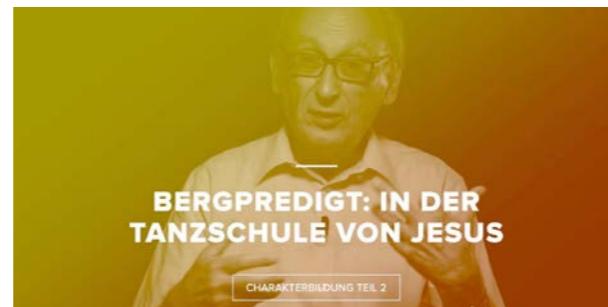 BERGPREDIGT: IN DER
TANZSCHULE VON JESUS
CHARAKTERBILDUNG TEIL 2